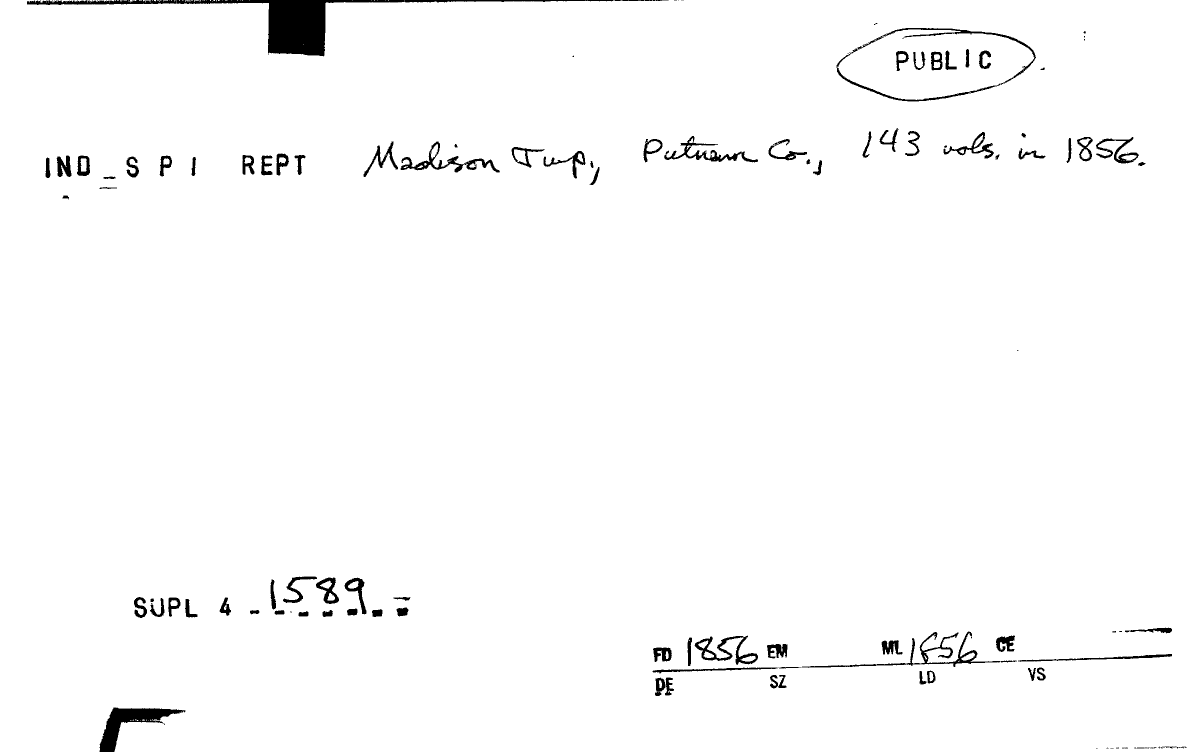 PUBLIC
IND S P I REPT Madison Twp., Putnam Co., 143 vols. in 1856.
SUPL 4 1589
FD 1856 EM ML 1856 CE
DE SZ LD VS